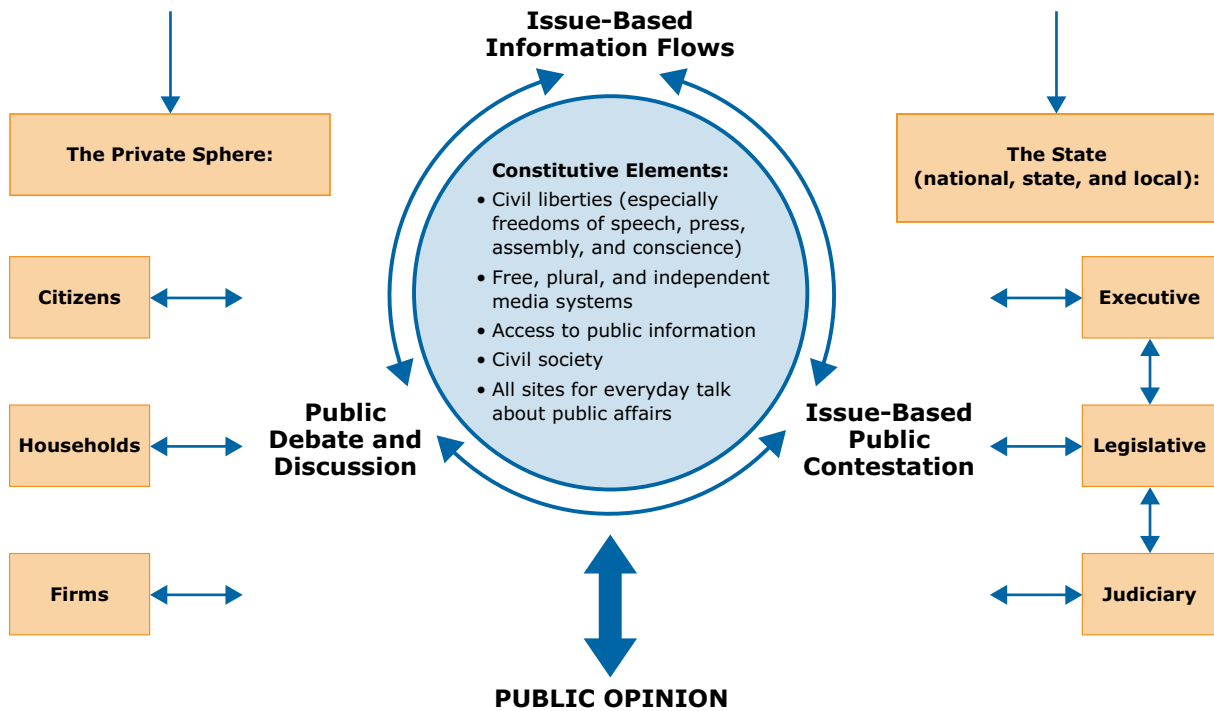 Issue-Based
Information Flows
The Private Sphere:
The State
(national, state, and local):
Constitutive Elements:
• Civil liberties (especially
freedoms of speech, press,
assembly, and conscience)
• Free, plural, and independent
media systems
• Access to public information
• Civil society
• All sites for everyday talk
about public affairs
Citizens
Households
Firms
Public
Debate and
Discussion
Issue-Based
Public
Contestation
Executive
Legislative
Judiciary
PUBLIC OPINION